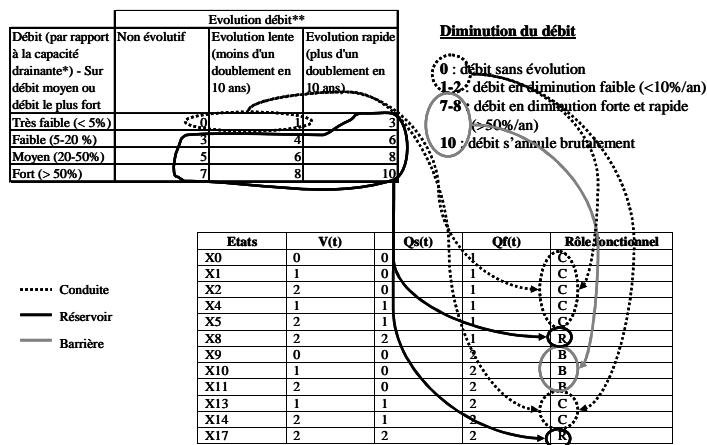 Evolution débit**
Débit (par rapport à la capacité drainante*) - Sur débit moyen ou débit le plus fort | Non évolutif | Evolution lente (moins d'un doublement en 10 ans) | Evolution rapide (plus d'un doublement en 10 ans)
Très faible (< 5%) 0 1 3
Faible (5-20 %) 3 4 6
Moyen (20-50%) 5 6 8
Fort (> 50%) 7 8 10
Diminution du débit
0 : débit sans évolution
1-2 : débit en diminution faible (<10%/an)
7-8 : débit en diminution forte et rapide
(>50%/an)
10 : débit s'annule brutalement
Etats V(t) Qs(t) Qf(t) Rôle fonctionnel
X0 0 0 1 C
X1 1 0 1 C
X2 2 0 1 C
X4 1 1 1 C
X5 2 1 1 C
X8 2 2 1 R
X9 0 0 2 B
X10 1 0 2 B
X11 2 0 2 B
X13 1 1 2 C
X14 2 1 2 C
X17 2 2 2 R
Conduite
Réservoir
Barrière